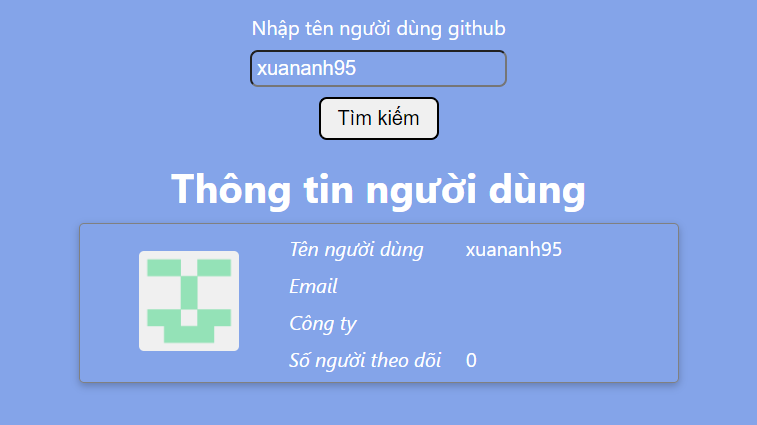 Nhập tên người dùng github
xuananh95
Tìm kiếm
Thông tin người dùng
Tên người dùng xuananh95
Email
Công ty
Số người theo dõi 0